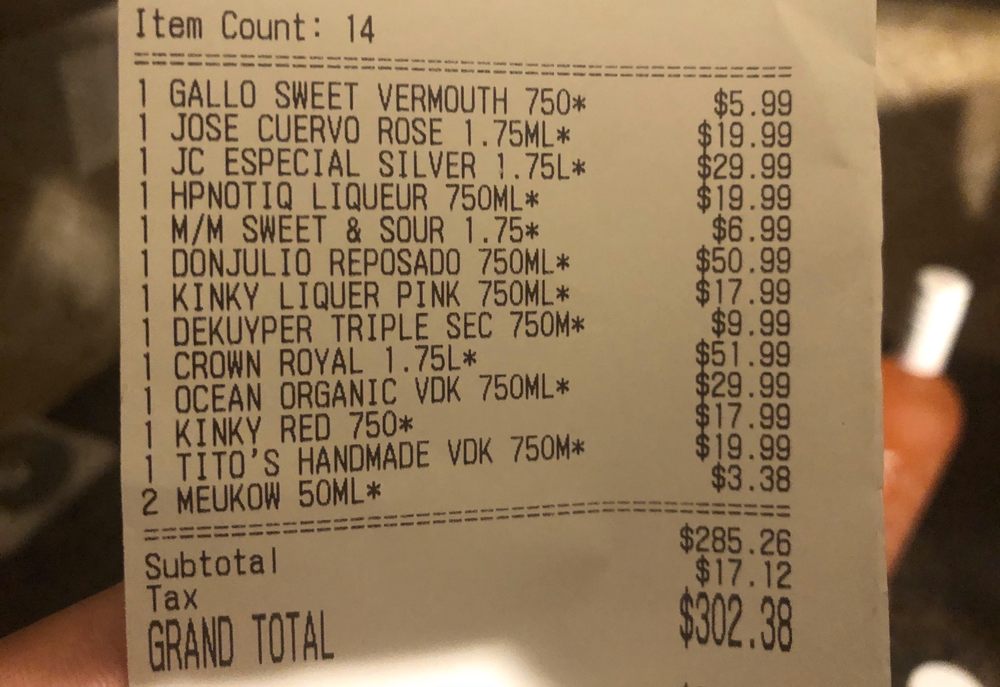 Item Count: 14
1 GALLO SWEET VERMOUTH 750* $5.99
1 JOSE CUERVO ROSE 1.75ML* $19.99
1 JC ESPECIAL SILVER 1.75L* $29.99
1 HPNOTIQ LIQUEUR 750ML* $19.99
1 M/M SWEET & SOUR 1.75* $6.99
1 DONJULIO REPOSADO 750ML* $50.99
1 KINKY LIQUER PINK 750ML* $17.99
1 DEKUYPER TRIPLE SEC 750M* $9.99
1 CROWN ROYAL 1.75L* $51.99
1 OCEAN ORGANIC VDK 750ML* $29.99
1 KINKY RED 750* $17.99
1 TITO'S HANDMADE VDK 750M* $19.99
2 MEUKOW 50ML* $3.38
Subtotal $285.26
Tax $17.12
GRAND TOTAL $302.38